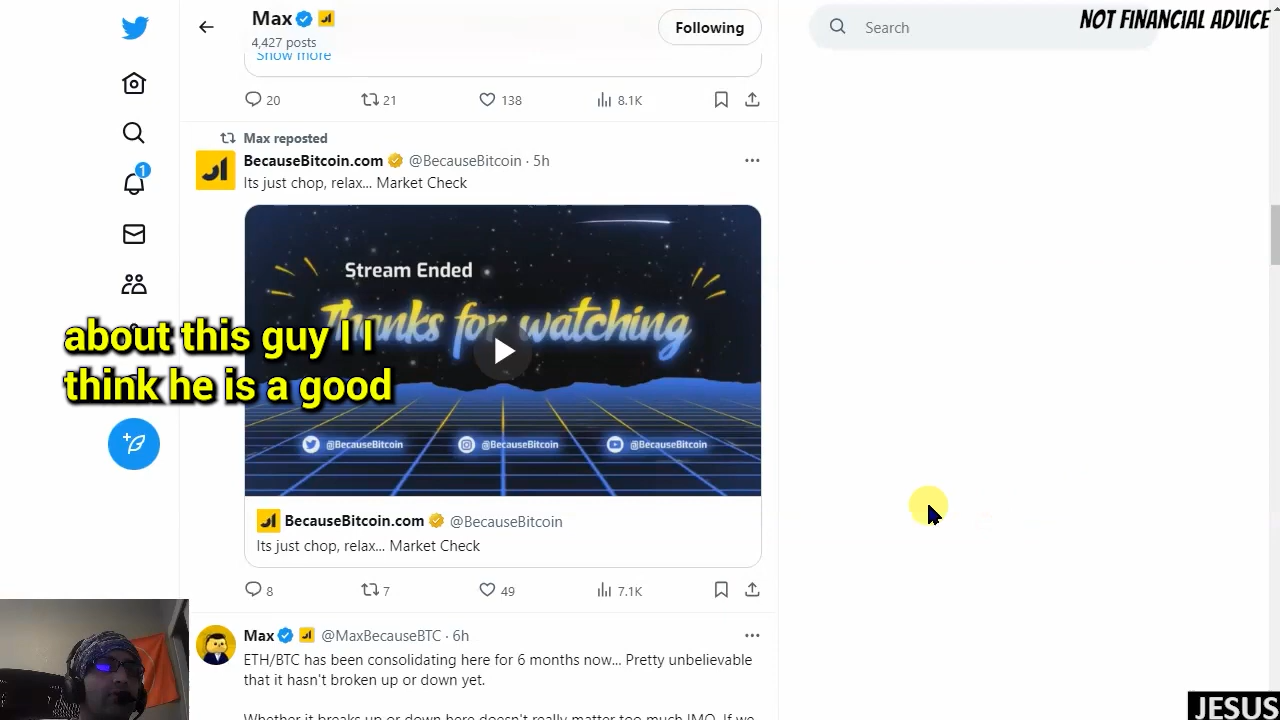 NOT FINANCIAL ADVICE
Max
Following
Search
4,427 posts
Show more
20 21 138 8.1K
Max reposted
BecauseBitcoin.com @BecauseBitcoin · 5h
Its just chop, relax... Market Check
1
Stream Ended
Thanks for watching
about this guy I I
think he is a good
@BecauseBitcoin @BecauseBitcoin @BecauseBitcoin
BecauseBitcoin.com @BecauseBitcoin
Its just chop, relax... Market Check
8 7 49 7.1K
Max @MaxBecauseBTC · 6h
ETH/BTC has been consolidating here for 6 months now... Pretty unbelievable
that it hasn't broken up or down yet.
Whether it breaks up or down here doesn't really matter too much IMO. If we
JESUS